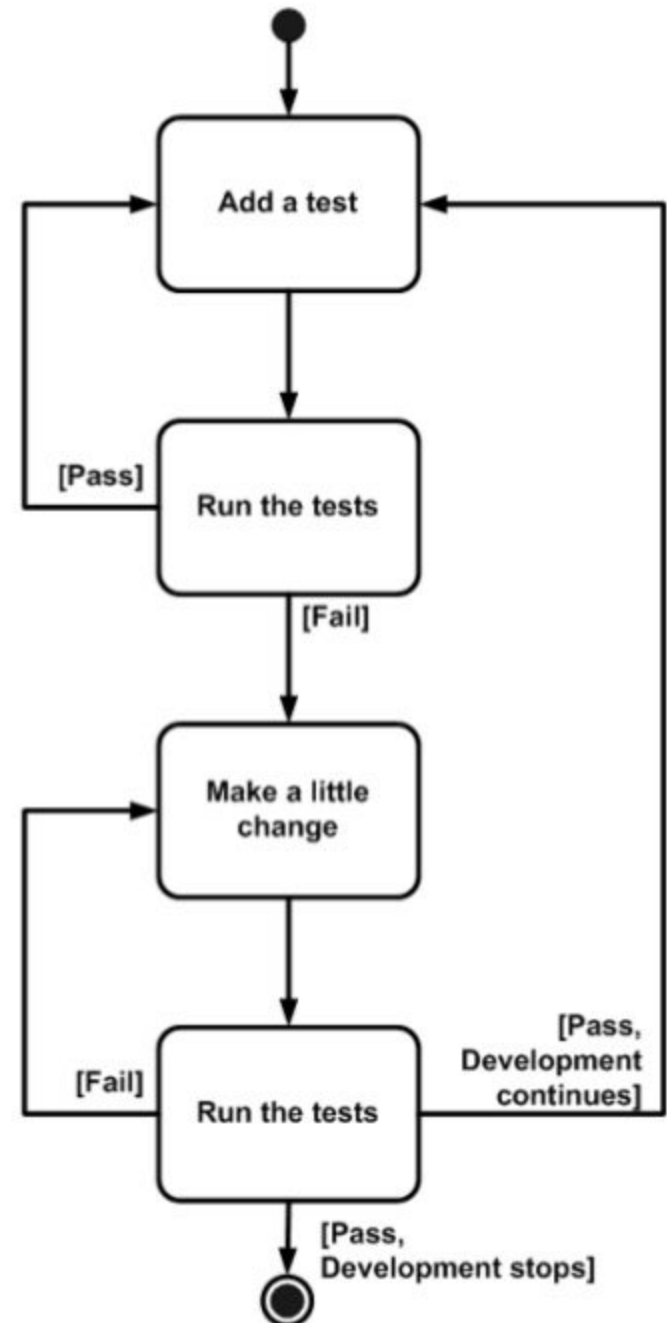 Add a test
[Pass]
Run the tests
[Fail]
Make a little
change
[Fail]
Run the tests
[Pass,
Development
continues]
[Pass,
Development stops]